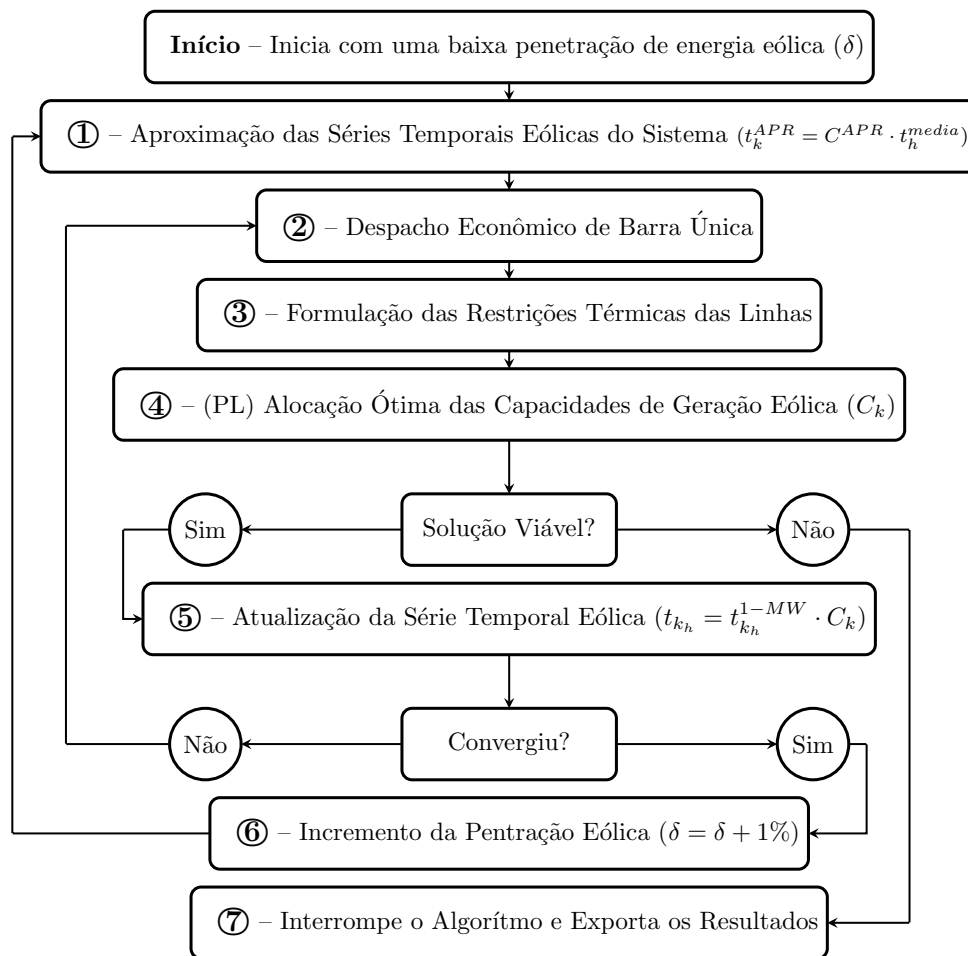 Início – Inicia com uma baixa penetração de energia eólica (δ)
① – Aproximação das Séries Temporais Eólicas do Sistema (t_k^{APR} = C^{APR} · t_h^{media})
② – Despacho Econômico de Barra Única
③ – Formulação das Restrições Térmicas das Linhas
④ – (PL) Alocação Ótima das Capacidades de Geração Eólica (C_k)
Sim
Solução Viável?
Não
⑤ – Atualização da Série Temporal Eólica (t_{k_h} = t_{k_h}^{1−MW} · C_k)
Não
Convergiu?
Sim
⑥ – Incremento da Pentração Eólica (δ = δ + 1%)
⑦ – Interrompe o Algorítmo e Exporta os Resultados